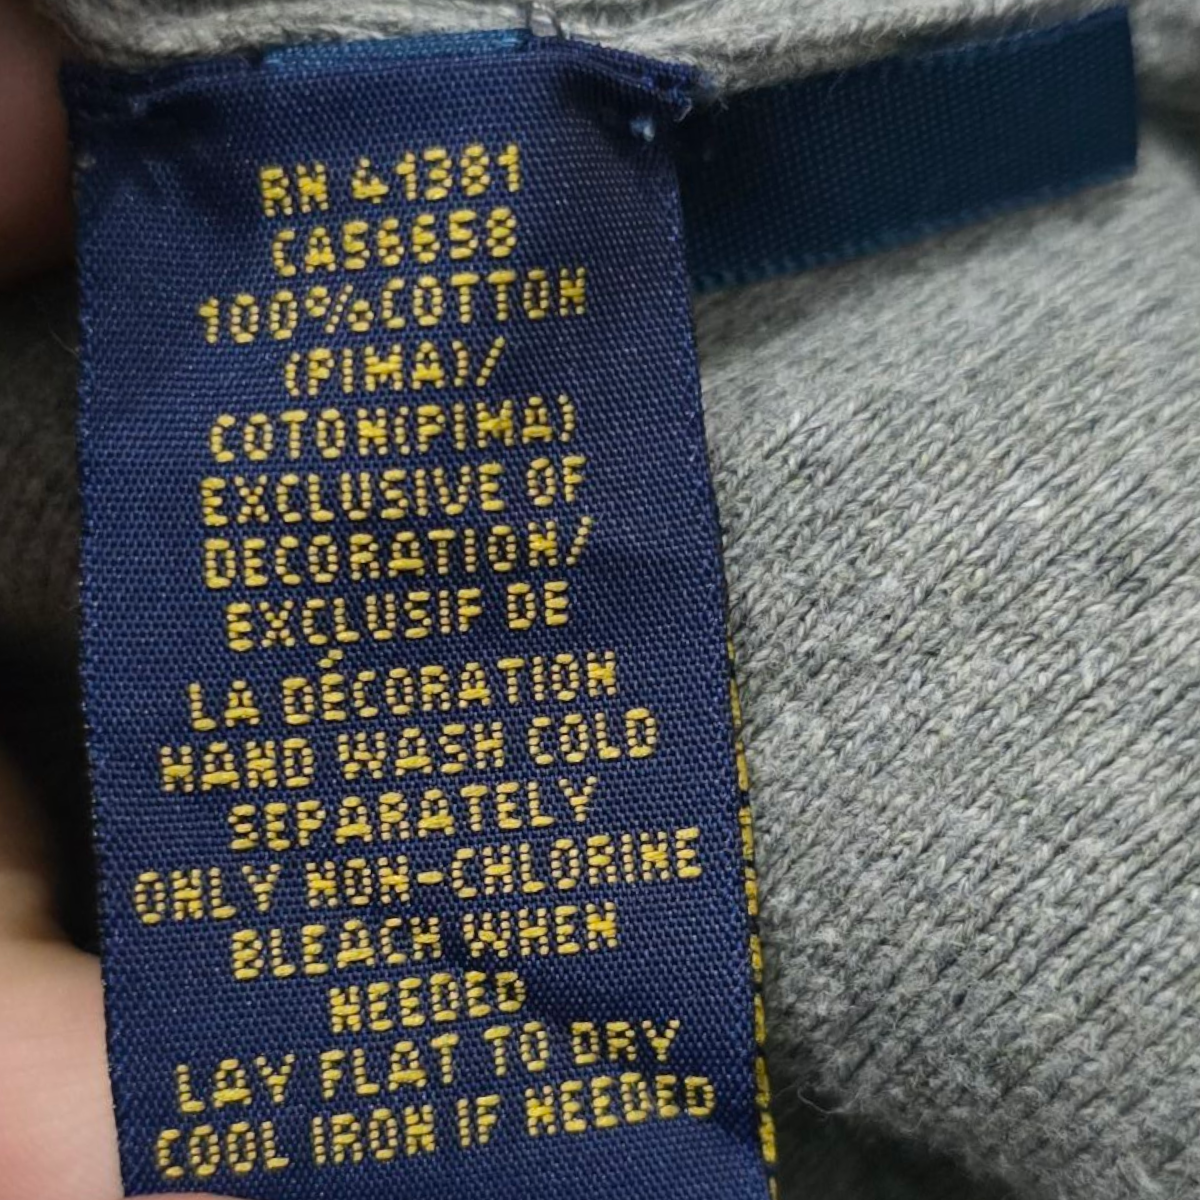 RN 41381
CA56658
100%COTTON
(PIMA)/
COTON(PIMA)
EXCLUSIVE OF
DECORATION/
EXCLUSIF DE
LA DÉCORATION
HAND WASH COLD
SEPARATELY
ONLY NON-CHLORINE
BLEACH WHEN
NEEDED
LAY FLAT TO DRY
COOL IRON IF NEEDED